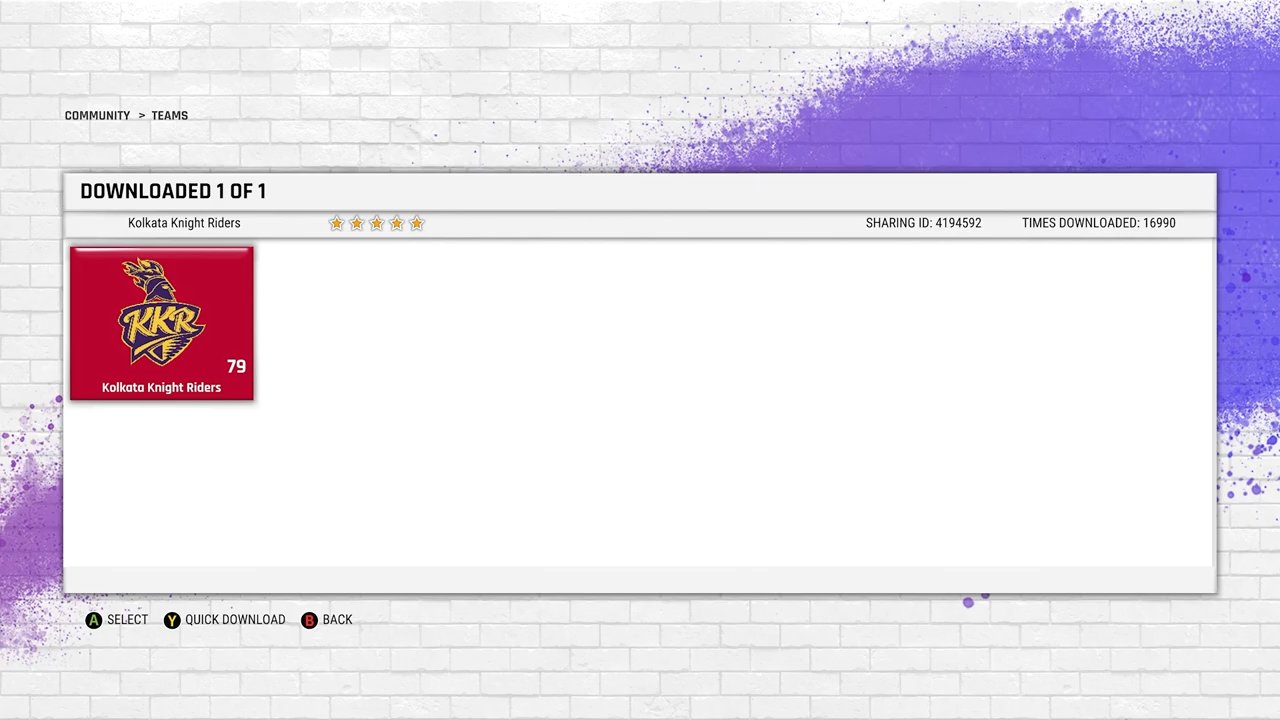 COMMUNITY > TEAMS
DOWNLOADED 1 OF 1
Kolkata Knight Riders SHARING ID: 4194592 TIMES DOWNLOADED: 16990
KKR
79
Kolkata Knight Riders
A SELECT Y QUICK DOWNLOAD B BACK